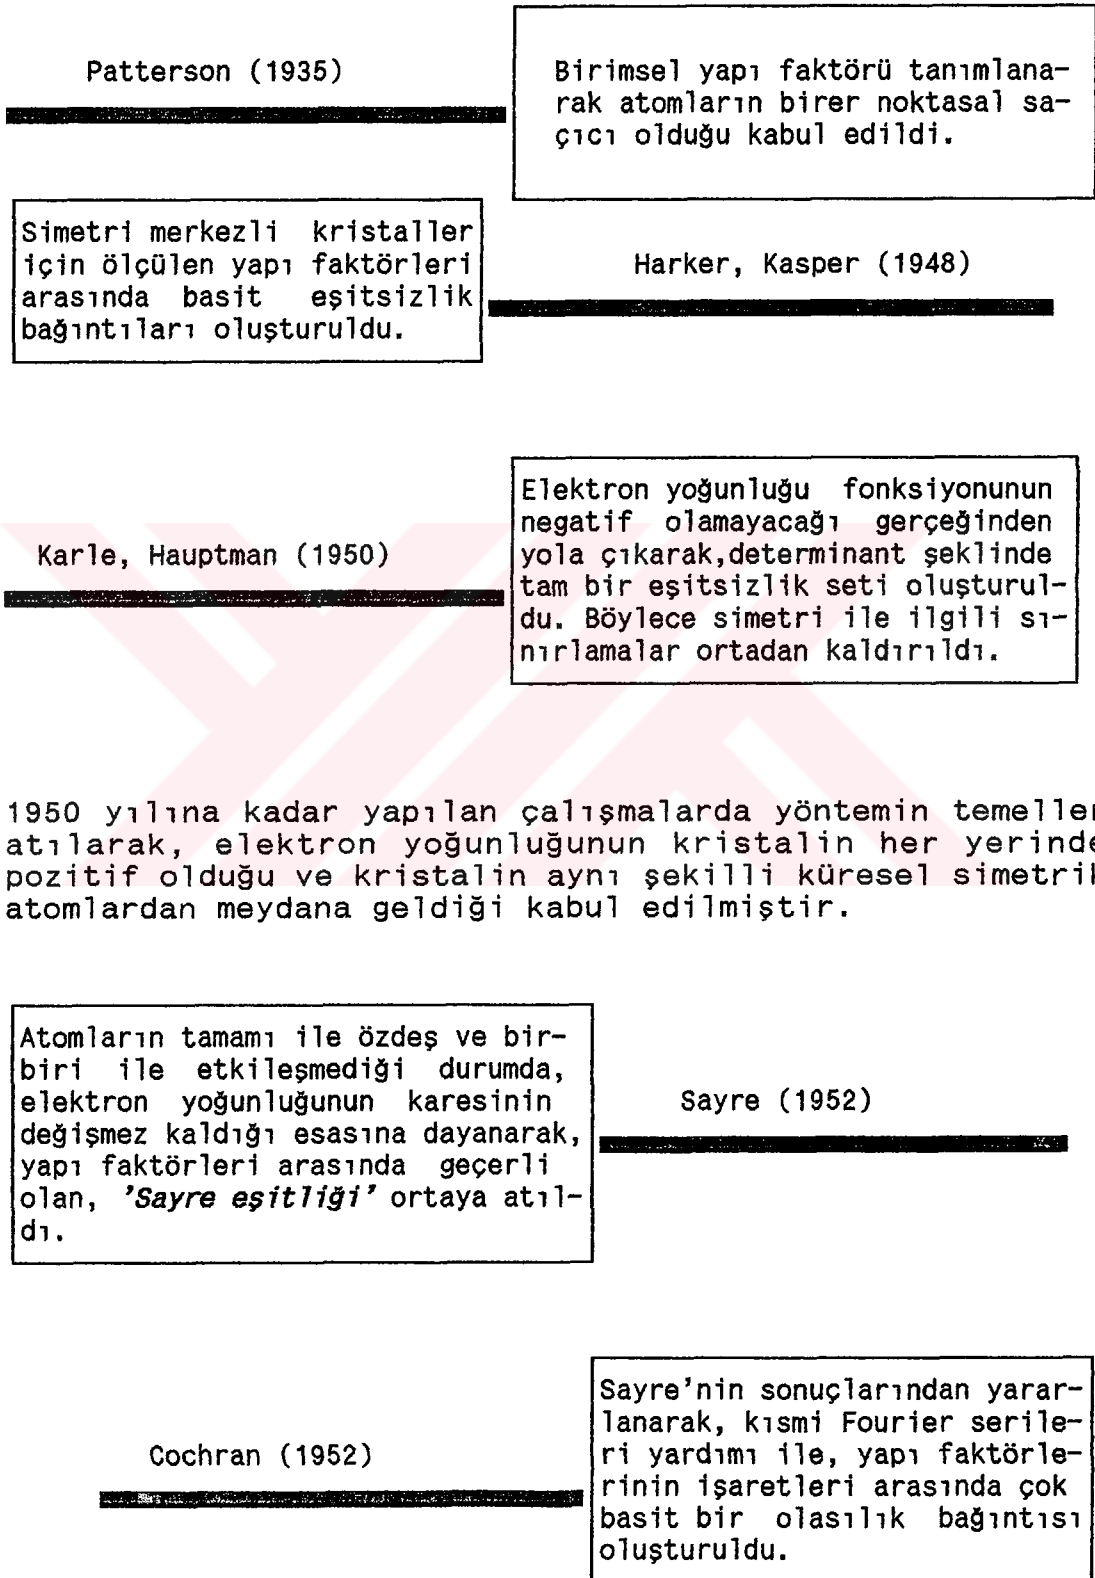 Patterson (1935)
Birimsel yapı faktörü tanımlana-
rak atomların birer noktasal sa-
çıcı olduğu kabul edildi.
Simetri merkezli kristaller
için ölçülen yapı faktörleri
arasında basit eşitsizlik
bağıntıları oluşturuldu.
Harker, Kasper (1948)
Karle, Hauptman (1950)
Elektron yoğunluğu fonksiyonunun
negatif olamayacağı gerçeğinden
yola çıkarak,determinant şeklinde
tam bir eşitsizlik seti oluşturul-
du. Böylece simetri ile ilgili sı-
nırlamalar ortadan kaldırıldı.
1950 yılına kadar yapılan çalışmalarda yöntemin temeller
atılarak, elektron yoğunluğunun kristalin her yerinde
pozitif olduğu ve kristalin aynı şekilli küresel simetrik
atomlardan meydana geldiği kabul edilmiştir.
Atomların tamamı ile özdeş ve bir-
biri ile etkileşmediği durumda,
elektron yoğunluğunun karesinin
değişmez kaldığı esasına dayanarak,
yapı faktörleri arasında geçerli
olan, 'Sayre eşitliği' ortaya atıl-
dı.
Sayre (1952)
Cochran (1952)
Sayre'nin sonuçlarından yarar-
lanarak, kısmi Fourier serile-
ri yardımı ile, yapı faktörle-
rinin işaretleri arasında çok
basit bir olasılık bağıntısı
oluşturuldu.